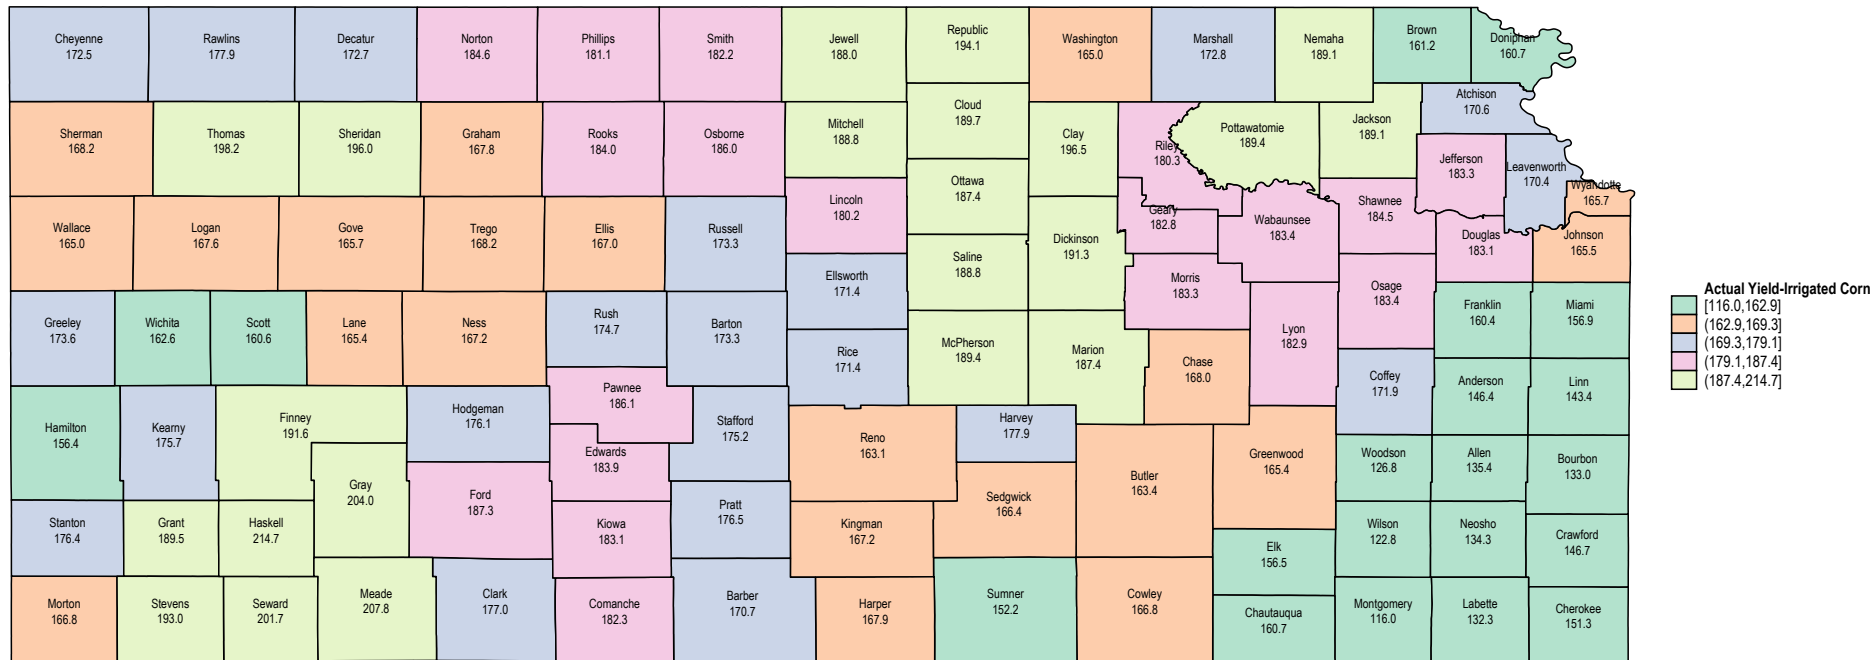 Cheyenne
172.5
Rawlins
177.9
Decatur
172.7
Norton
184.6
Phillips
181.1
Smith
182.2
Jewell
188.0
Republic
194.1
Washington
165.0
Marshall
172.8
Nemaha
189.1
Brown
161.2
Doniphan
160.7
Atchison
170.6
Sherman
168.2
Thomas
198.2
Sheridan
196.0
Graham
167.8
Rooks
184.0
Osborne
186.0
Mitchell
188.8
Cloud
189.7
Clay
196.5
Riley
180.3
Pottawatomie
189.4
Jackson
189.1
Jefferson
183.3
Leavenworth
170.4
Wyandotte
165.7
Wallace
165.0
Logan
167.6
Gove
165.7
Trego
168.2
Ellis
167.0
Russell
173.3
Lincoln
180.2
Ottawa
187.4
Saline
188.8
Dickinson
191.3
Geary
182.8
Wabaunsee
183.4
Shawnee
184.5
Douglas
183.1
Johnson
165.5
Ellsworth
171.4
Morris
183.3
Osage
183.4
Greeley
173.6
Wichita
162.6
Scott
160.6
Lane
165.4
Ness
167.2
Rush
174.7
Barton
173.3
Rice
171.4
McPherson
189.4
Marion
187.4
Chase
168.0
Lyon
182.9
Franklin
160.4
Miami
156.9
Coffey
171.9
Anderson
146.4
Linn
143.4
Hamilton
156.4
Kearny
175.7
Finney
191.6
Hodgeman
176.1
Pawnee
186.1
Stafford
175.2
Reno
163.1
Harvey
177.9
Edwards
183.9
Gray
204.0
Ford
187.3
Sedgwick
166.4
Butler
163.4
Greenwood
165.4
Woodson
126.8
Allen
135.4
Bourbon
133.0
Stanton
176.4
Grant
189.5
Haskell
214.7
Kiowa
183.1
Pratt
176.5
Kingman
167.2
Elk
156.5
Wilson
122.8
Neosho
134.3
Crawford
146.7
Morton
166.8
Stevens
193.0
Seward
201.7
Meade
207.8
Clark
177.0
Comanche
182.3
Barber
170.7
Harper
167.9
Sumner
152.2
Cowley
166.8
Chautauqua
160.7
Montgomery
116.0
Labette
132.3
Cherokee
151.3
Actual Yield-Irrigated Corn
[116.0,162.9]
(162.9,169.3]
(169.3,179.1]
(179.1,187.4]
(187.4,214.7]